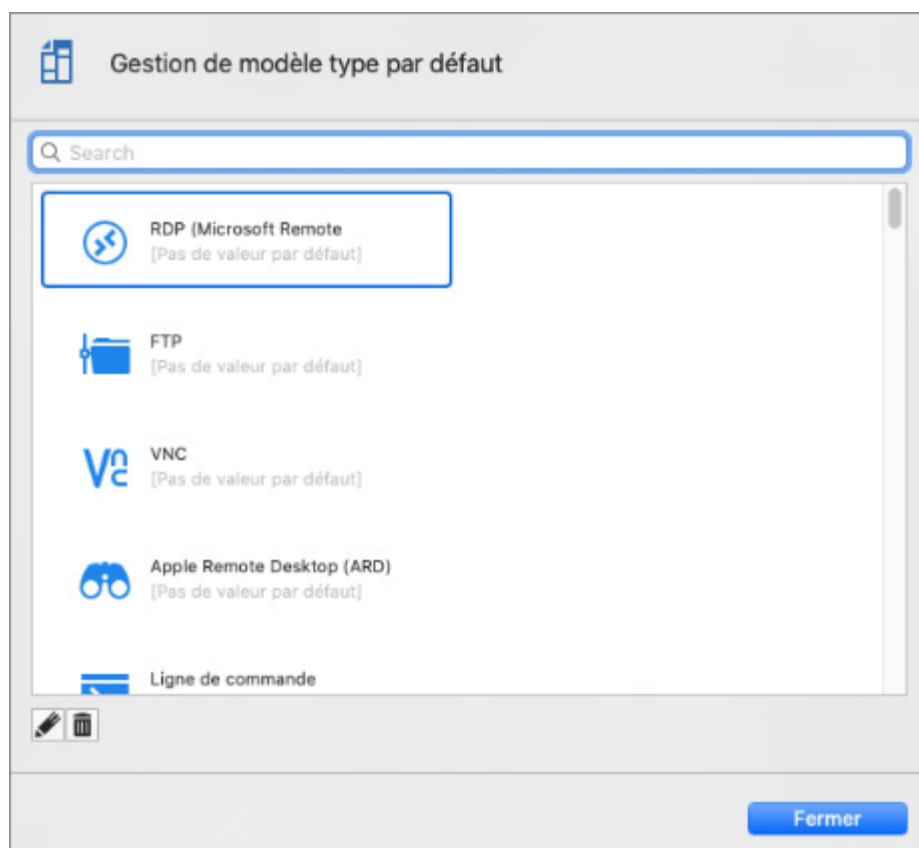 Gestion de modèle type par défaut
Search
RDP (Microsoft Remote
[Pas de valeur par défaut]
FTP
[Pas de valeur par défaut]
VNC
[Pas de valeur par défaut]
Apple Remote Desktop (ARD)
[Pas de valeur par défaut]
Ligne de commande
Fermer